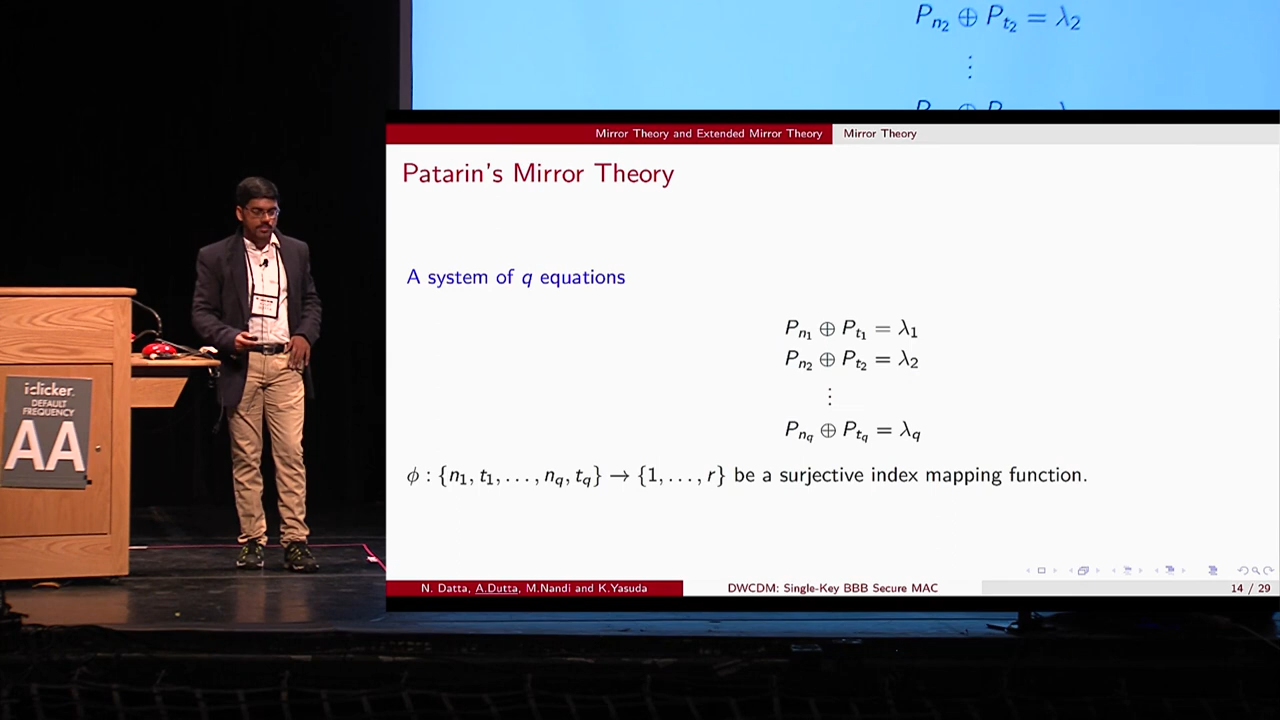 P_{n_2} ⊕ P_{t_2} = λ_2
⋮
Mirror Theory and Extended Mirror Theory
Mirror Theory
Patarin's Mirror Theory
A system of q equations
P_{n_1} ⊕ P_{t_1} = λ_1
P_{n_2} ⊕ P_{t_2} = λ_2
⋮
P_{n_q} ⊕ P_{t_q} = λ_q
ϕ : {n_1, t_1, . . . , n_q, t_q} → {1, . . . , r} be a surjective index mapping function.
N. Datta, A.Dutta, M.Nandi and K.Yasuda
DWCDM: Single-Key BBB Secure MAC
14 / 29
iclicker.
DEFAULT
FREQUENCY
AA